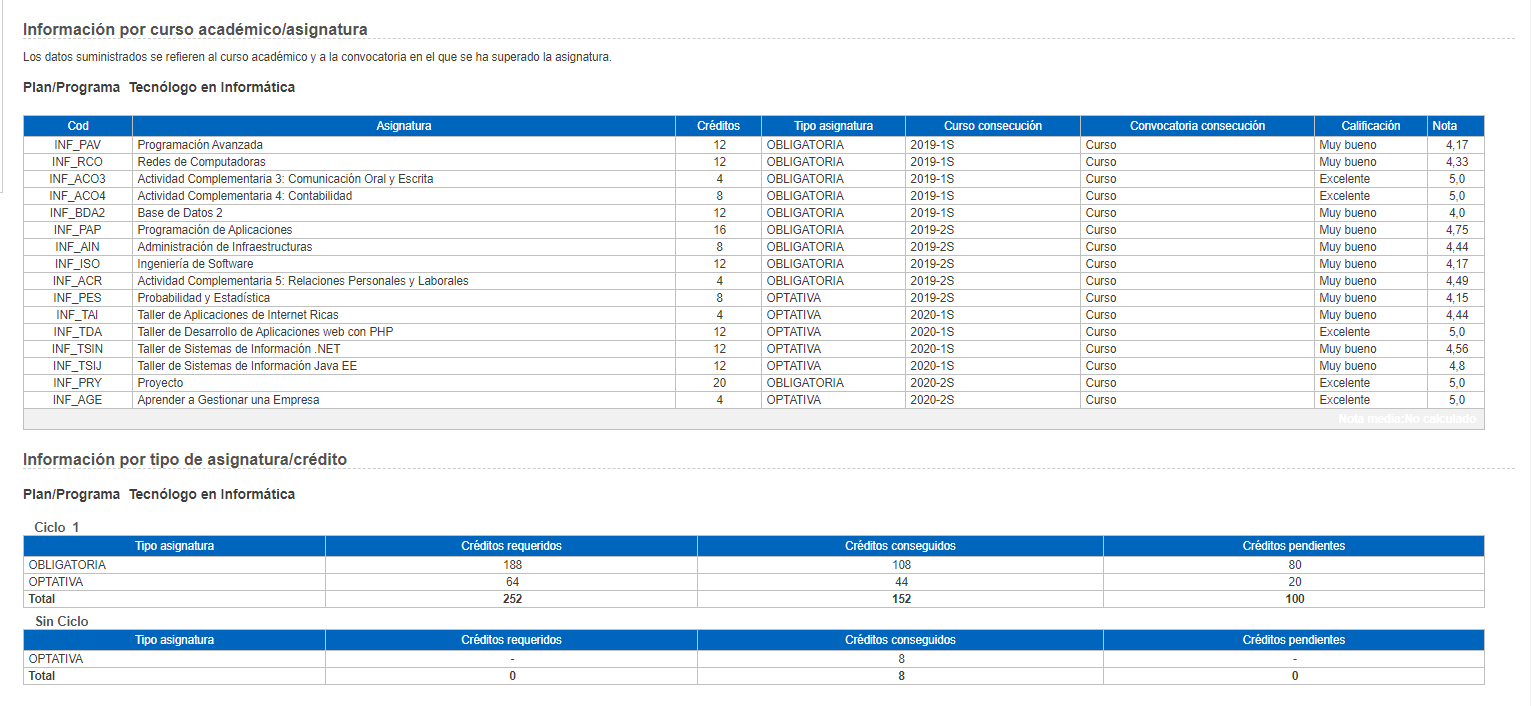 Información por curso académico/asignatura
Los datos suministrados se refieren al curso académico y a la convocatoria en el que se ha superado la asignatura.
Plan/Programa Tecnólogo en Informática
Cod Asignatura Créditos Tipo asignatura Curso consecución Convocatoria consecución Calificación Nota
INF_PAV Programación Avanzada 12 OBLIGATORIA 2019-1S Curso Muy bueno 4,17
INF_RCO Redes de Computadoras 12 OBLIGATORIA 2019-1S Curso Muy bueno 4,33
INF_ACO3 Actividad Complementaria 3: Comunicación Oral y Escrita 4 OBLIGATORIA 2019-1S Curso Excelente 5,0
INF_ACO4 Actividad Complementaria 4: Contabilidad 8 OBLIGATORIA 2019-1S Curso Excelente 5,0
INF_BDA2 Base de Datos 2 12 OBLIGATORIA 2019-1S Curso Muy bueno 4,0
INF_PAP Programación de Aplicaciones 16 OBLIGATORIA 2019-2S Curso Muy bueno 4,75
INF_AIN Administración de Infraestructuras 8 OBLIGATORIA 2019-2S Curso Muy bueno 4,44
INF_ISO Ingeniería de Software 12 OBLIGATORIA 2019-2S Curso Muy bueno 4,17
INF_ACR Actividad Complementaria 5: Relaciones Personales y Laborales 4 OBLIGATORIA 2019-2S Curso Muy bueno 4,49
INF_PES Probabilidad y Estadística 8 OPTATIVA 2019-2S Curso Muy bueno 4,15
INF_TAI Taller de Aplicaciones de Internet Ricas 4 OPTATIVA 2020-1S Curso Muy bueno 4,44
INF_TDA Taller de Desarrollo de Aplicaciones web con PHP 12 OPTATIVA 2020-1S Curso Excelente 5,0
INF_TSIN Taller de Sistemas de Información .NET 12 OPTATIVA 2020-1S Curso Muy bueno 4,56
INF_TSIJ Taller de Sistemas de Información Java EE 12 OPTATIVA 2020-1S Curso Muy bueno 4,8
INF_PRY Proyecto 20 OBLIGATORIA 2020-2S Curso Excelente 5,0
INF_AGE Aprender a Gestionar una Empresa 4 OPTATIVA 2020-2S Curso Excelente 5,0
Nota media:No calculado
Información por tipo de asignatura/crédito
Plan/Programa Tecnólogo en Informática
Ciclo 1
Tipo asignatura Créditos requeridos Créditos conseguidos Créditos pendientes
OBLIGATORIA 188 108 80
OPTATIVA 64 44 20
Total 252 152 100
Sin Ciclo
Tipo asignatura Créditos requeridos Créditos conseguidos Créditos pendientes
OPTATIVA - 8 -
Total 0 8 0